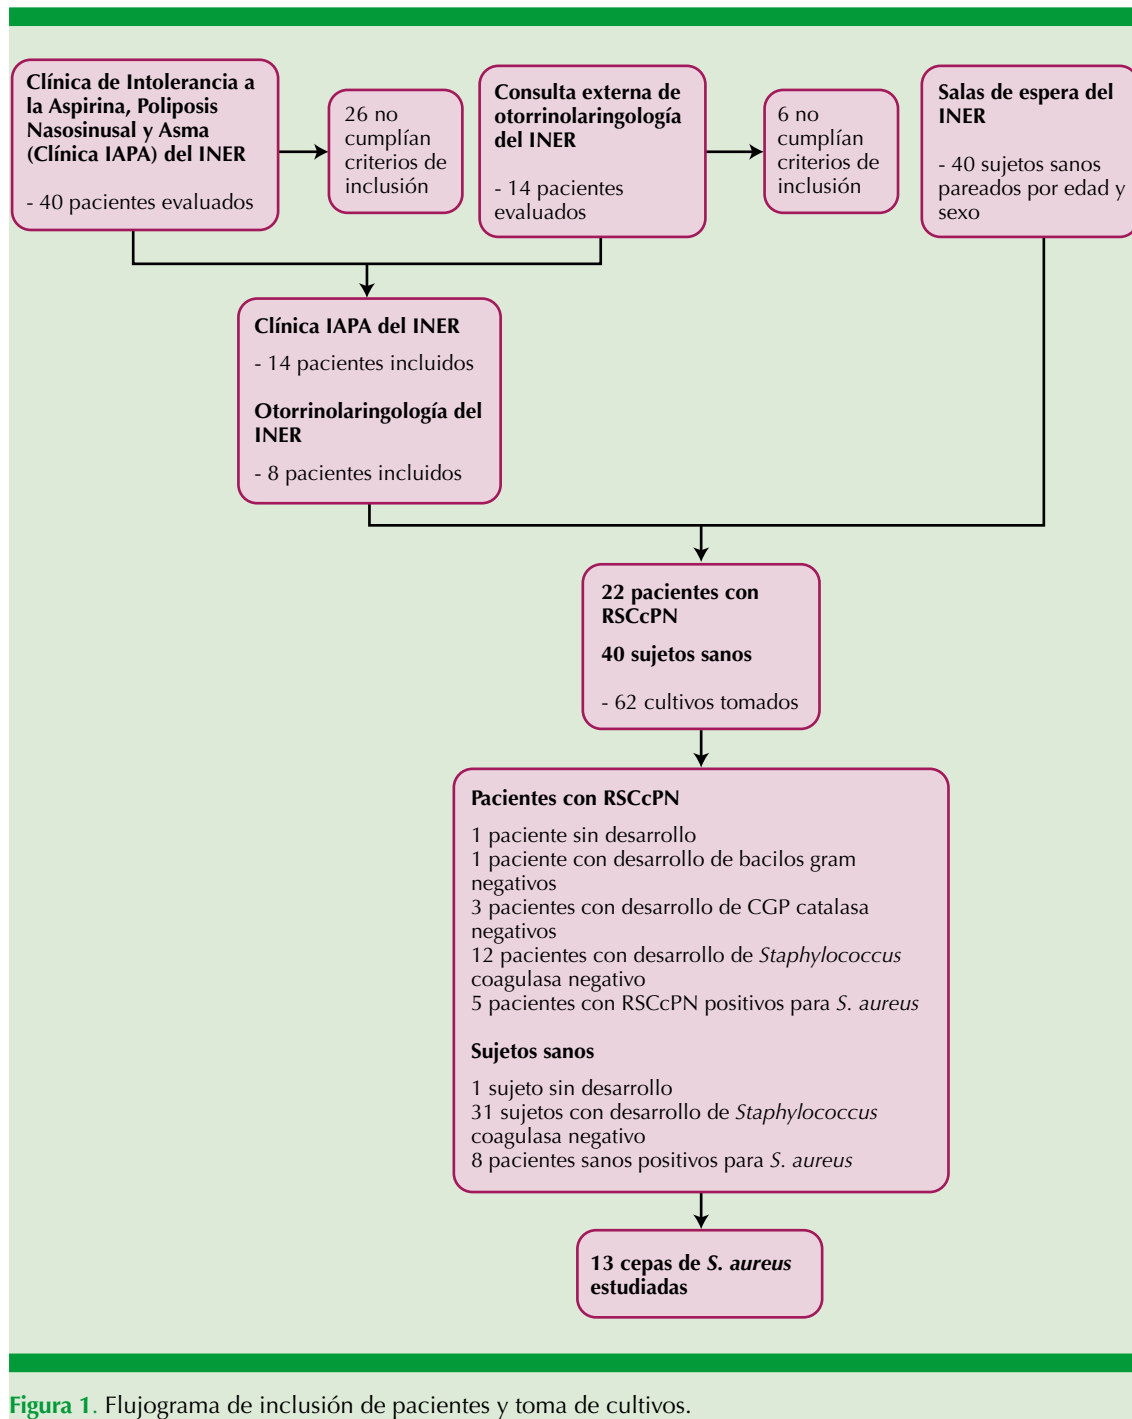 Clínica de Intolerancia a
la Aspirina, Poliposis
Nasosinusal y Asma
(Clínica IAPA) del INER
- 40 pacientes evaluados
26 no
cumplían
criterios de
inclusión
Consulta externa de
otorrinolaringología
del INER
- 14 pacientes
evaluados
6 no
cumplían
criterios de
inclusión
Salas de espera del
INER
- 40 sujetos sanos
pareados por edad y
sexo
Clínica IAPA del INER
- 14 pacientes incluidos
Otorrinolaringología del
INER
- 8 pacientes incluidos
22 pacientes con
RSCcPN
40 sujetos sanos
- 62 cultivos tomados
Pacientes con RSCcPN
1 paciente sin desarrollo
1 paciente con desarrollo de bacilos gram
negativos
3 pacientes con desarrollo de CGP catalasa
negativos
12 pacientes con desarrollo de Staphylococcus
coagulasa negativo
5 pacientes con RSCcPN positivos para S. aureus
Sujetos sanos
1 sujeto sin desarrollo
31 sujetos con desarrollo de Staphylococcus
coagulasa negativo
8 pacientes sanos positivos para S. aureus
13 cepas de S. aureus
estudiadas
Figura 1. Flujograma de inclusión de pacientes y toma de cultivos.